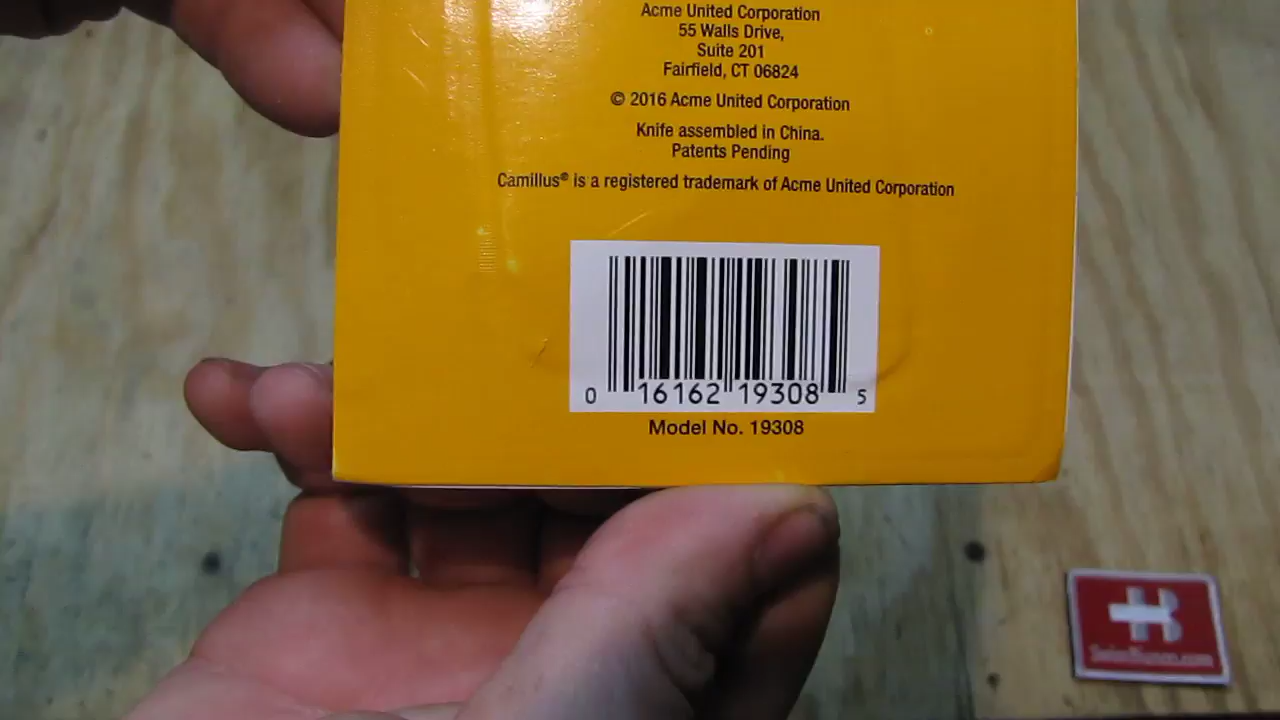 Acme United Corporation
55 Walls Drive,
Suite 201
Fairfield, CT 06824
© 2016 Acme United Corporation
Knife assembled in China.
Patents Pending
Camillus® is a registered trademark of Acme United Corporation
0 16162 19308 5
Model No. 19308